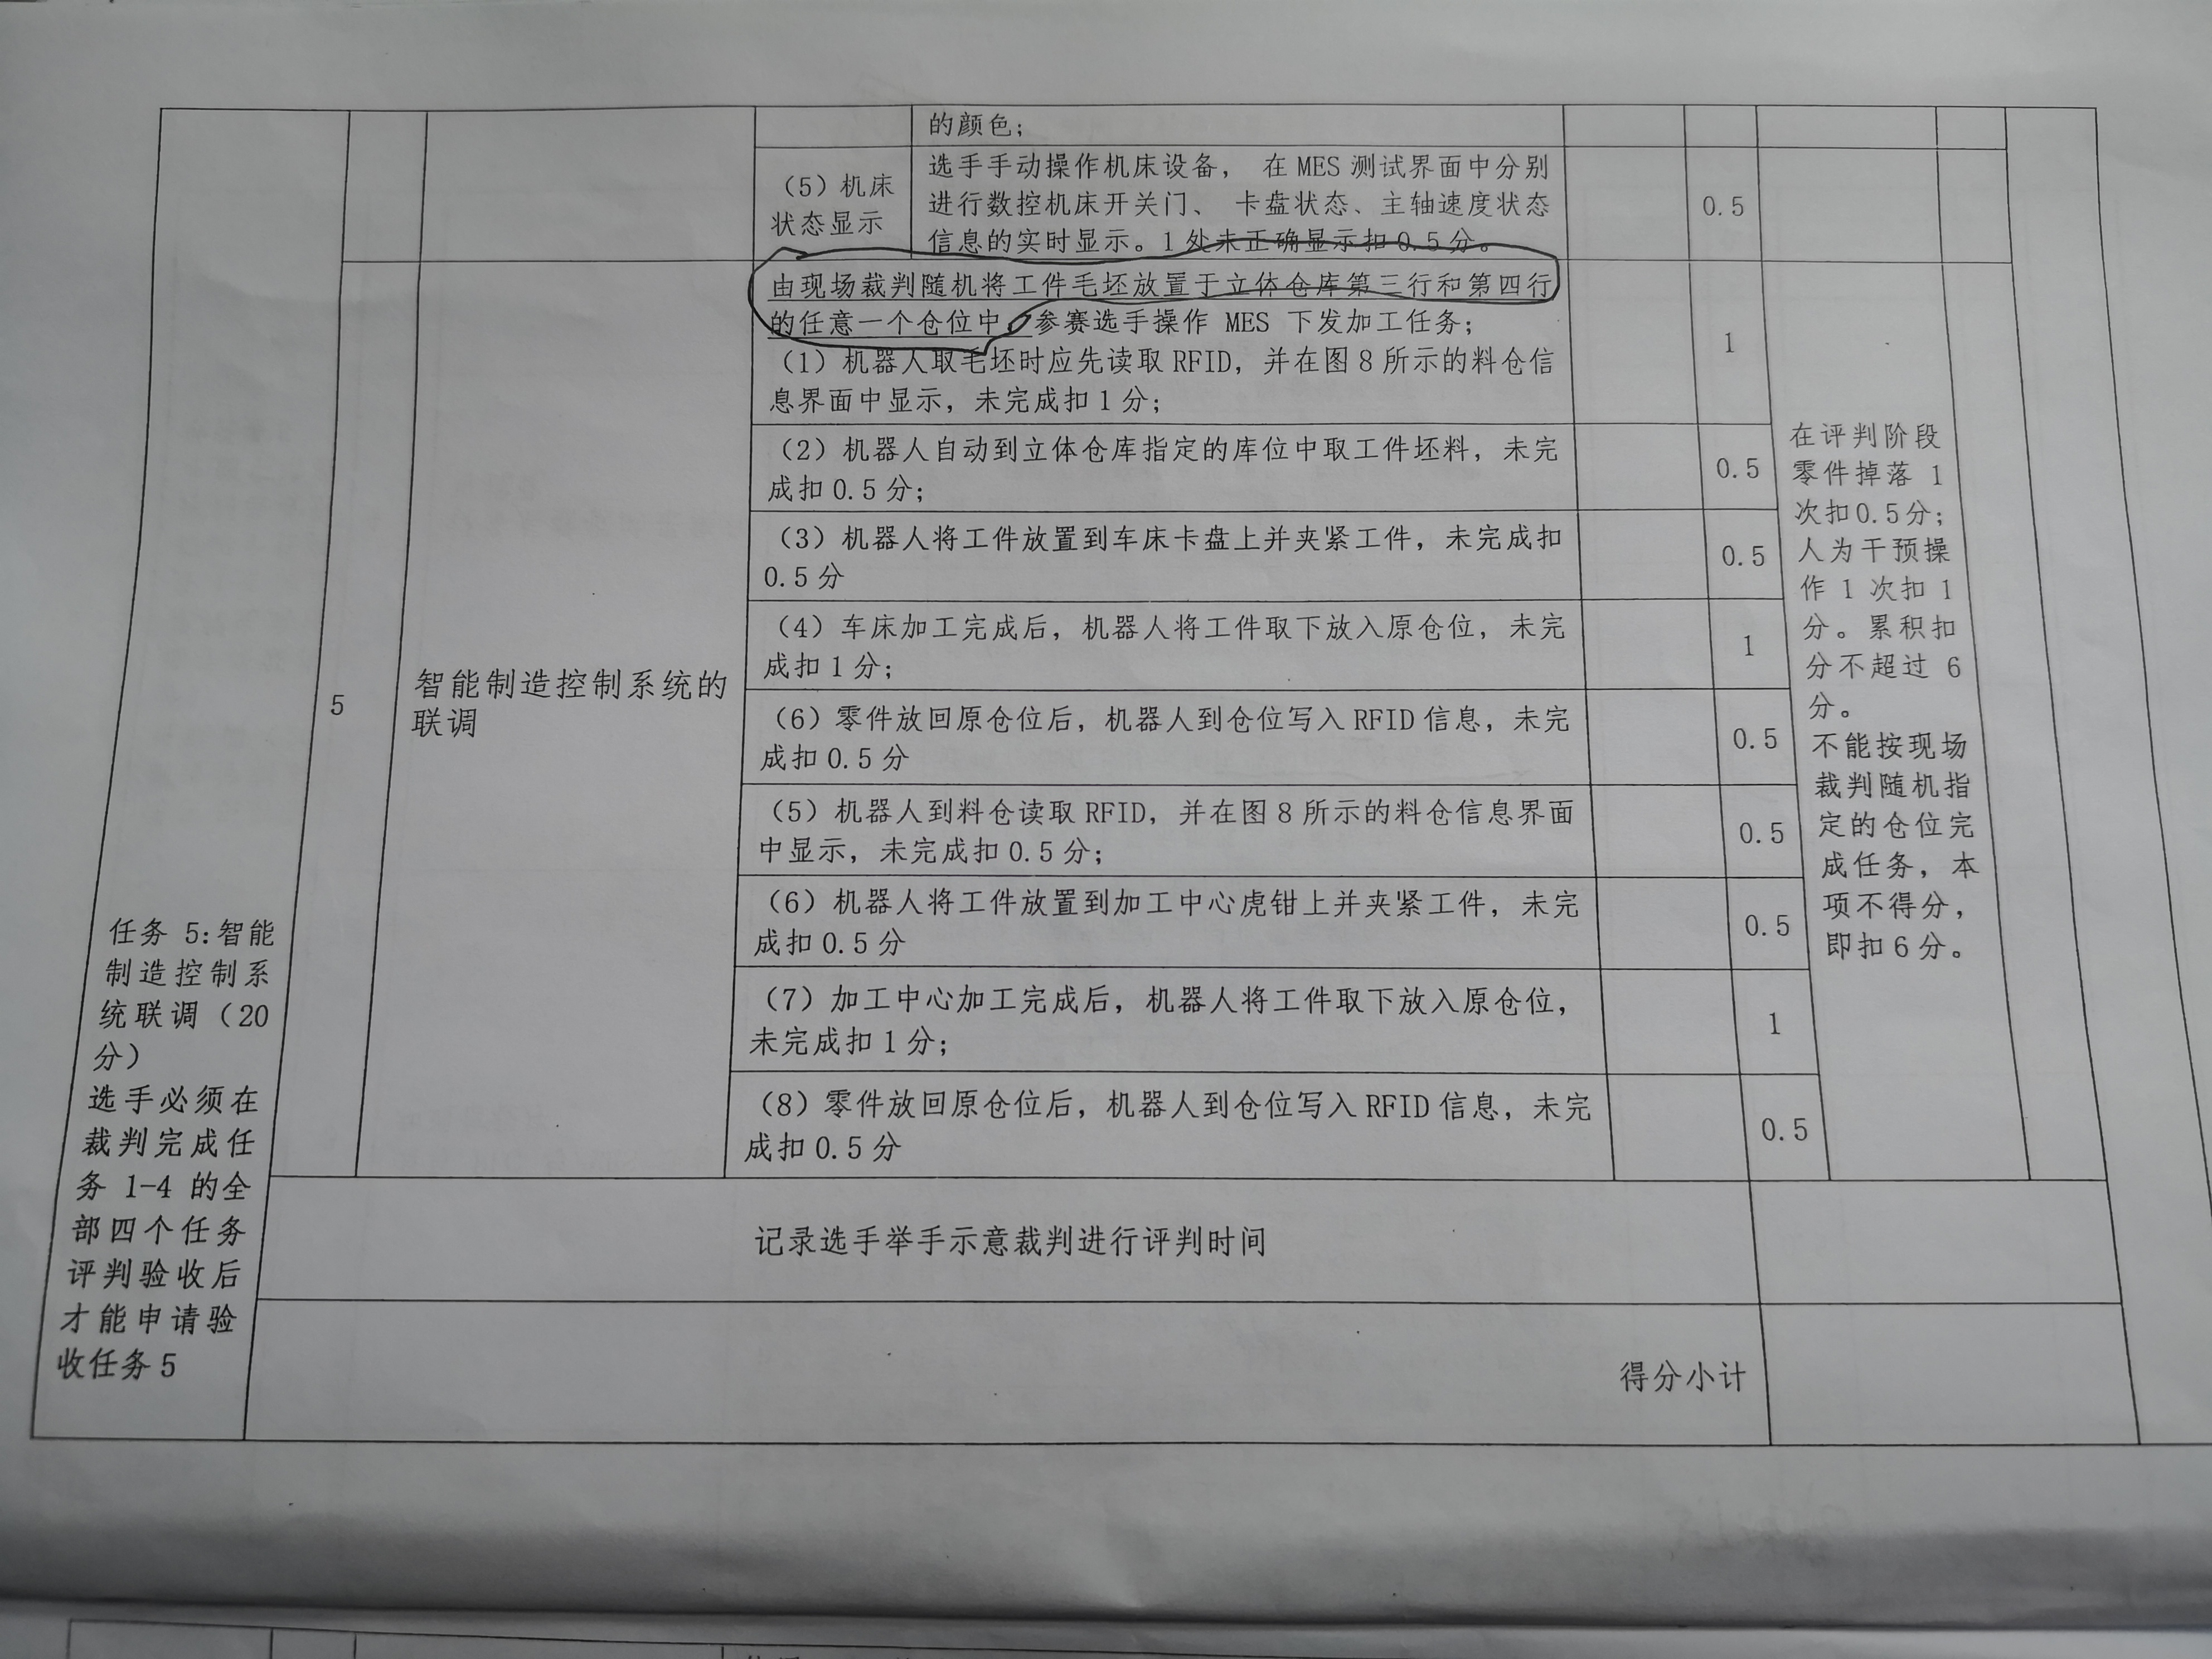 的颜色；
（5）机床
状态显示
选手手动操作机床设备， 在 MES 测试界面中分别
进行数控机床开关门、 卡盘状态、主轴速度状态
信息的实时显示。1 处未正确显示扣 0.5 分。
0.5
5
智能制造控制系统的
联调
由现场裁判随机将工件毛坯放置于立体仓库第三行和第四行
的任意一个仓位中，参赛选手操作 MES 下发加工任务；
（1）机器人取毛坯时应先读取 RFID，并在图 8 所示的料仓信
息界面中显示，未完成扣 1 分；
1
（2）机器人自动到立体仓库指定的库位中取工件坯料，未完
成扣 0.5 分；
0.5
（3）机器人将工件放置到车床卡盘上并夹紧工件，未完成扣
0.5 分
0.5
（4）车床加工完成后，机器人将工件取下放入原仓位，未完
成扣 1 分；
1
（6）零件放回原仓位后，机器人到仓位写入 RFID 信息，未完
成扣 0.5 分
0.5
（5）机器人到料仓读取 RFID，并在图 8 所示的料仓信息界面
中显示，未完成扣 0.5 分；
0.5
（6）机器人将工件放置到加工中心虎钳上并夹紧工件，未完
成扣 0.5 分
0.5
（7）加工中心加工完成后，机器人将工件取下放入原仓位，
未完成扣 1 分；
1
（8）零件放回原仓位后，机器人到仓位写入 RFID 信息，未完
成扣 0.5 分
0.5
在评判阶段
零件掉落 1
次扣0.5分；
人为干预操
作 1 次扣 1
分。累积扣
分不超过 6
分。
不能按现场
裁判随机指
定的仓位完
成任务，本
项不得分，
即扣 6 分。
任务 5:智能
制造控制系
统联调（20
分）
选手必须在
裁判完成任
务 1-4 的全
部四个任务
评判验收后
才能申请验
收任务 5
记录选手举手示意裁判进行评判时间
得分小计